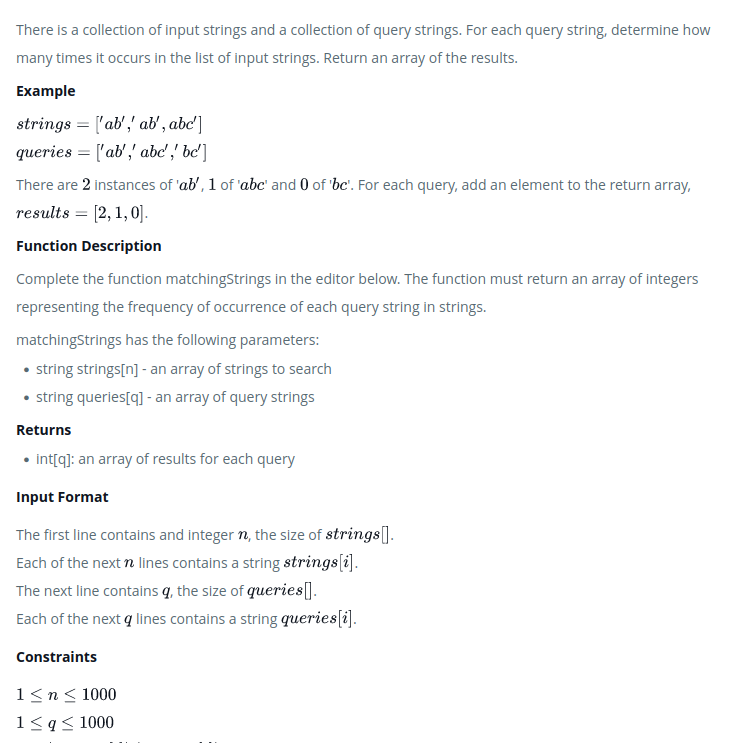 There is a collection of input strings and a collection of query strings. For each query string, determine how
many times it occurs in the list of input strings. Return an array of the results.
Example
strings = ['ab',' ab', abc']
queries = ['ab',' abc',' bc']
There are 2 instances of 'ab', 1 of 'abc' and 0 of 'bc'. For each query, add an element to the return array,
results = [2, 1, 0].
Function Description
Complete the function matchingStrings in the editor below. The function must return an array of integers
representing the frequency of occurrence of each query string in strings.
matchingStrings has the following parameters:
• string strings[n] - an array of strings to search
• string queries[q] - an array of query strings
Returns
• int[q]: an array of results for each query
Input Format
The first line contains and integer n, the size of strings[].
Each of the next n lines contains a string strings[i].
The next line contains q, the size of queries[].
Each of the next q lines contains a string queries[i].
Constraints
1 ≤ n ≤ 1000
1 ≤ q ≤ 1000